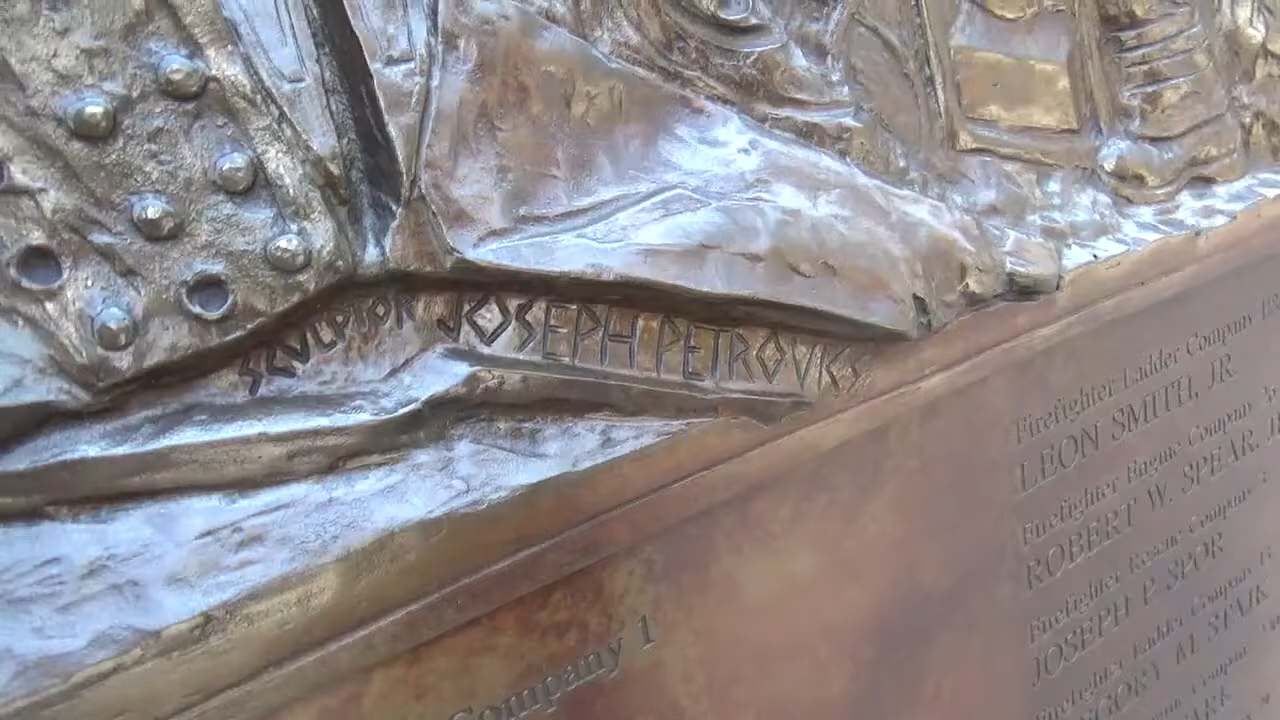 SCULPTOR JOSEPH PETROVICS
Company 1
Firefighter Ladder Company
LEON SMITH, JR.
Firefighter Engine Company
ROBERT W. SPEAR,
Firefighter Rescue Company
JOSEPH P. SPOR
Firefighter Ladder Company
M. SPAJK